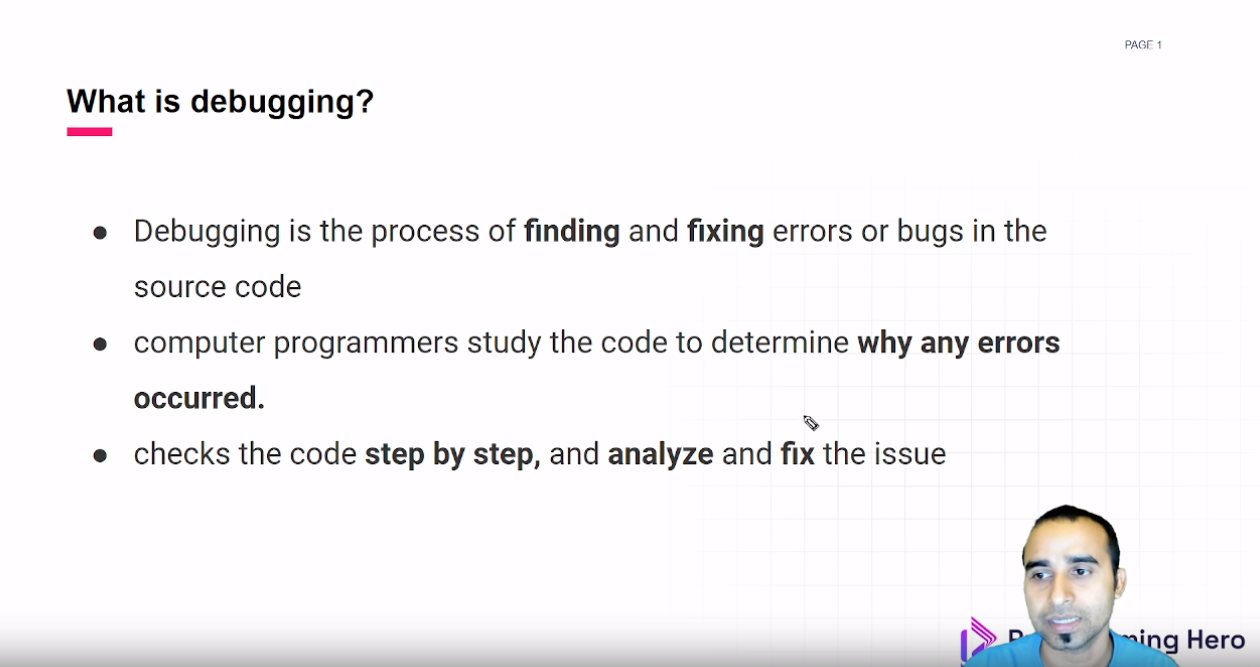 PAGE 1
What is debugging?
● Debugging is the process of finding and fixing errors or bugs in the
source code
● computer programmers study the code to determine why any errors
occurred.
● checks the code step by step, and analyze and fix the issue
Hero